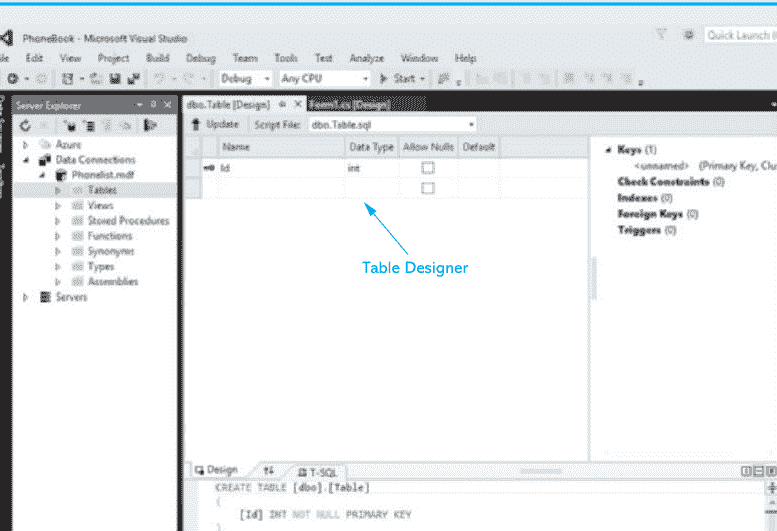 PhoneBook - Microsoft Visual Studio
Quick Launch
Edit View Project Build Debug Team Tools Test Analyze Window Help
Debug Any CPU Start
Server Explorer
dbo.Table [Design]
Form1.cs [Design]
Update Script File: dbo.Table.sql
Azure
Data Connections
Phonelist.mdf
Tables
Views
Stored Procedures
Functions
Synonyms
Types
Assemblies
Servers
Name Data Type Allow Nulls Default
Id int
Table Designer
Keys (1)
<unnamed> (Primary Key, Clu
Check Constraints (0)
Indexes (0)
Foreign Keys (0)
Triggers (0)
Design T-SQL
CREATE TABLE [dbo].[Table]
(
[Id] INT NOT NULL PRIMARY KEY
)